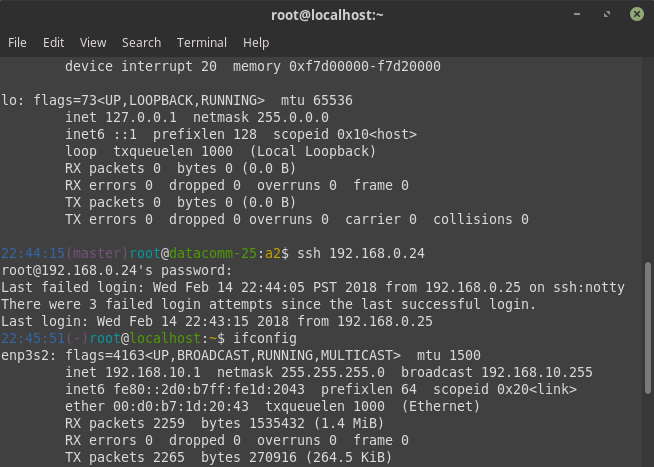 root@localhost:~
File Edit View Search Terminal Help
device interrupt 20  memory 0xf7d00000-f7d20000
lo: flags=73<UP,LOOPBACK,RUNNING>  mtu 65536
inet 127.0.0.1  netmask 255.0.0.0
inet6 ::1  prefixlen 128  scopeid 0x10<host>
loop  txqueuelen 1000  (Local Loopback)
RX packets 0  bytes 0 (0.0 B)
RX errors 0  dropped 0  overruns 0  frame 0
TX packets 0  bytes 0 (0.0 B)
TX errors 0  dropped 0 overruns 0  carrier 0  collisions 0
22:44:15(master)root@datacomm-25:a2$ ssh 192.168.0.24
root@192.168.0.24's password:
Last failed login: Wed Feb 14 22:44:05 PST 2018 from 192.168.0.25 on ssh:notty
There were 3 failed login attempts since the last successful login.
Last login: Wed Feb 14 22:43:15 2018 from 192.168.0.25
22:45:51(-)root@localhost:~$ ifconfig
enp3s2: flags=4163<UP,BROADCAST,RUNNING,MULTICAST>  mtu 1500
inet 192.168.10.1  netmask 255.255.255.0  broadcast 192.168.10.255
inet6 fe80::2d0:b7ff:fe1d:2043  prefixlen 64  scopeid 0x20<link>
ether 00:d0:b7:1d:20:43  txqueuelen 1000  (Ethernet)
RX packets 2259  bytes 1535432 (1.4 MiB)
RX errors 0  dropped 0  overruns 0  frame 0
TX packets 2265  bytes 270916 (264.5 KiB)